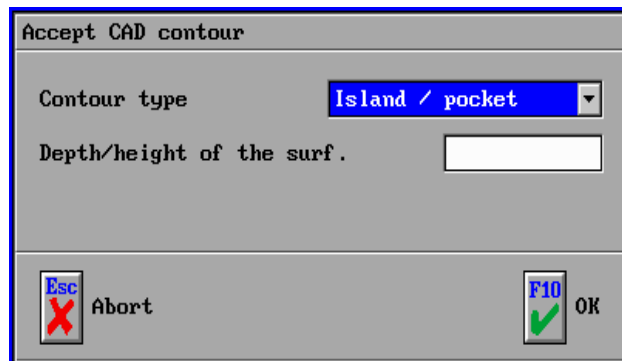 Accept CAD contour
Contour type Island / pocket
Depth/height of the surf.
Esc Abort F10 OK